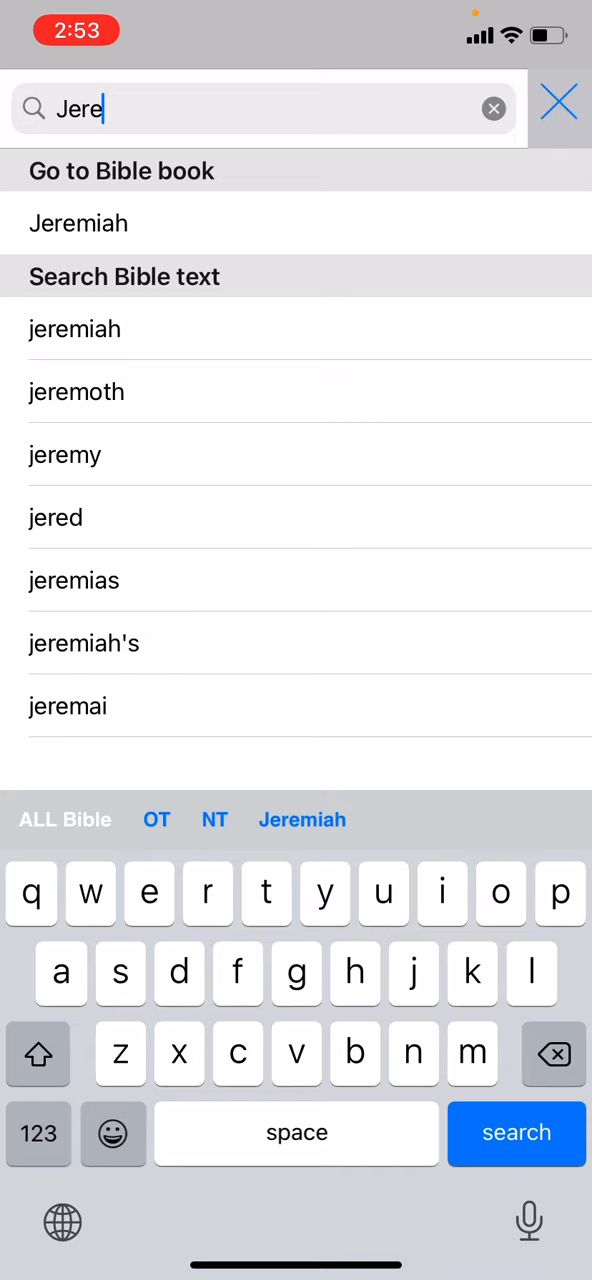 2:53
Jere
Go to Bible book
Jeremiah
Search Bible text
jeremiah
jeremoth
jeremy
jered
jeremias
jeremiah's
jeremai
ALL Bible OT NT Jeremiah
q w e r t y u i o p
a s d f g h j k l
z x c v b n m
123 space search